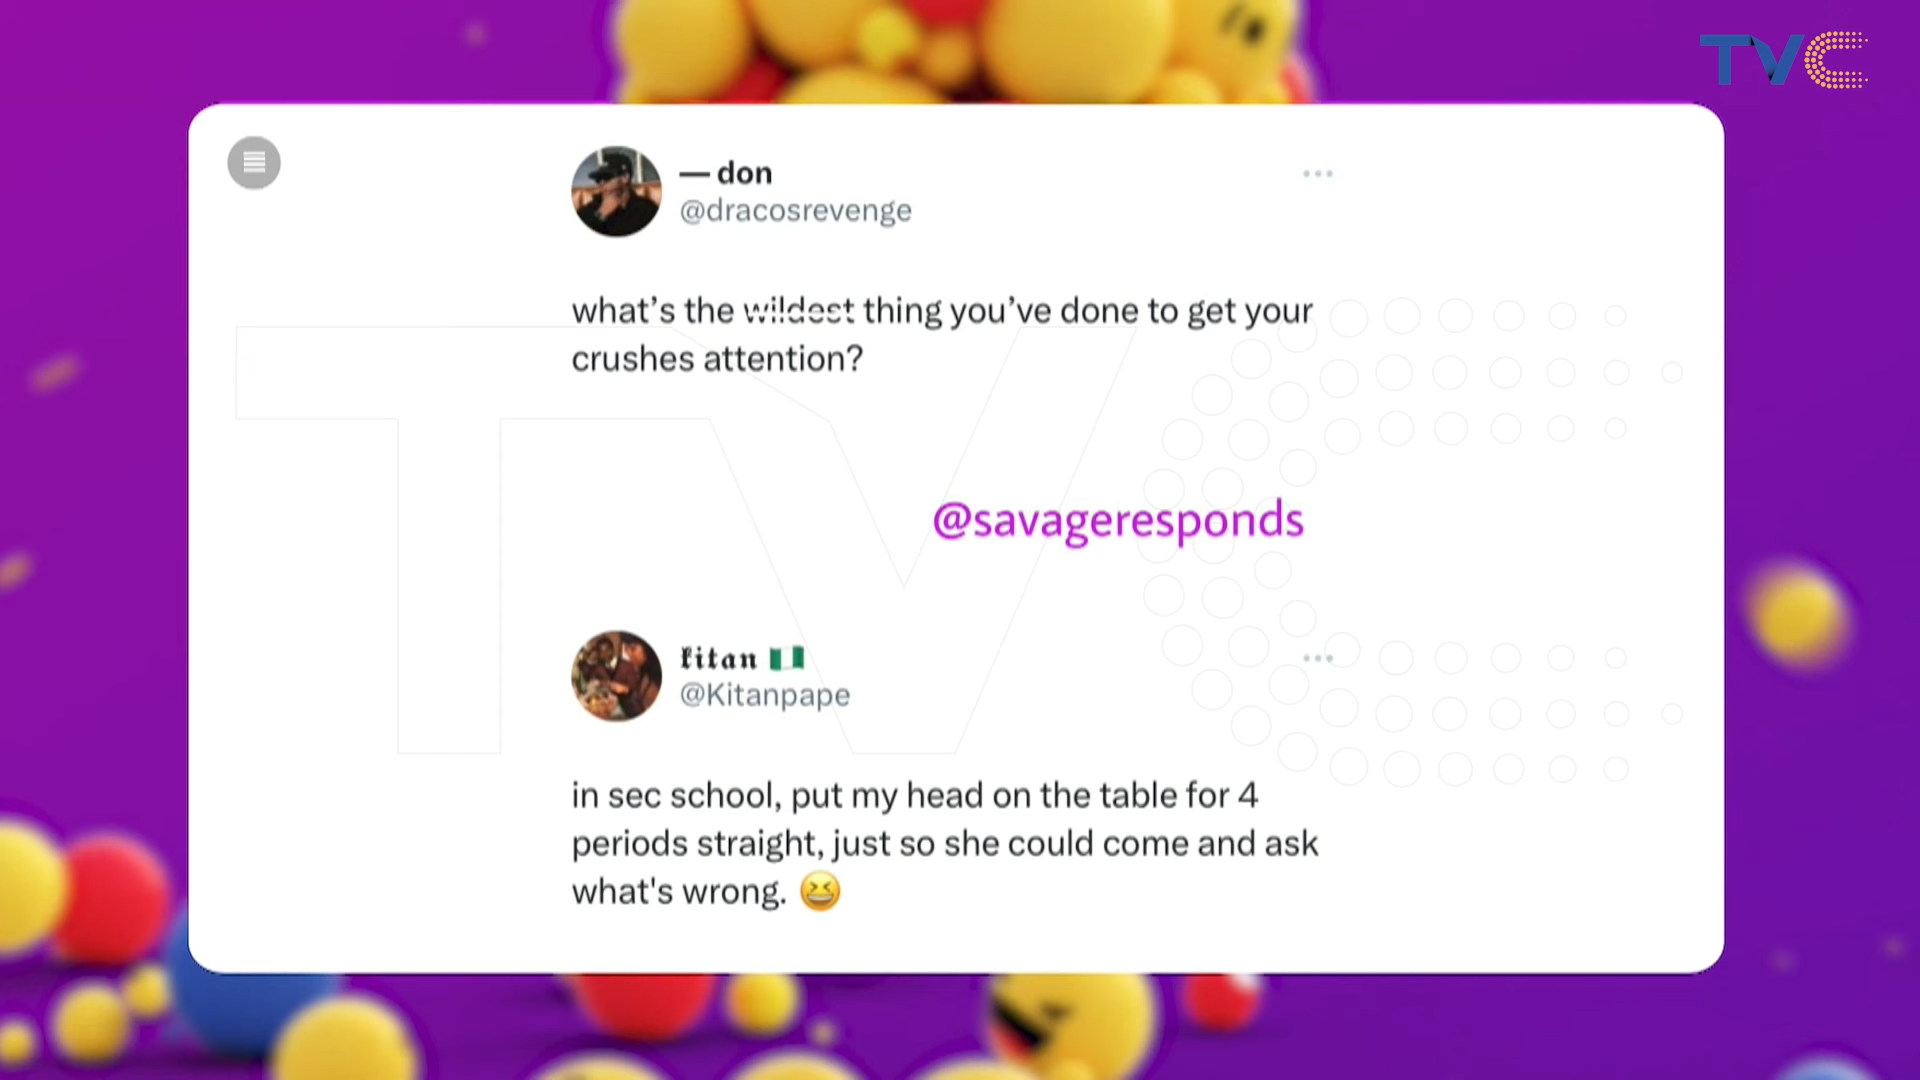 TVC
— don
@dracosrevenge
what’s the wildest thing you’ve done to get your
crushes attention?
@savageresponds
kitan 🇳🇬
@Kitanpape
in sec school, put my head on the table for 4
periods straight, just so she could come and ask
what's wrong. 😆